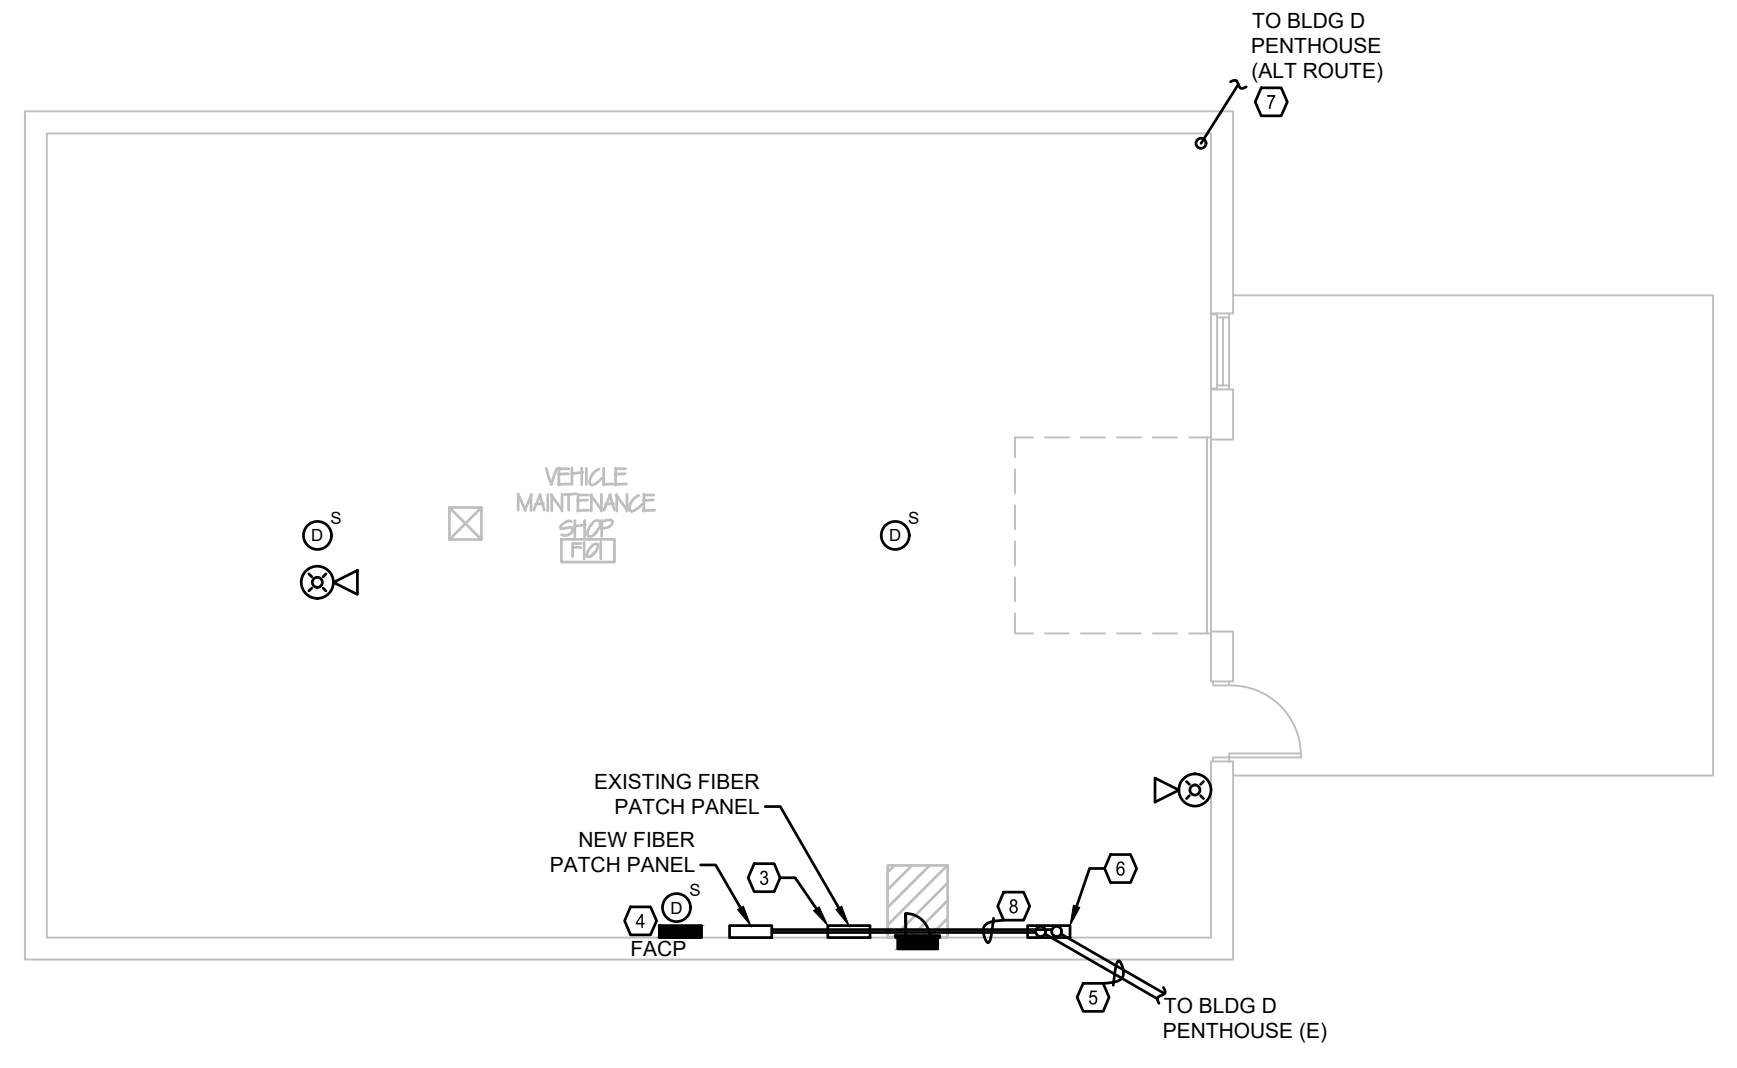 TO BLDG D
PENTHOUSE
(ALT ROUTE)
7
VEHICLE
MAINTENANCE
SHOP
F101
D S
D S
EXISTING FIBER
PATCH PANEL
NEW FIBER
PATCH PANEL
3
6
D S
4
8
FACP
5
TO BLDG D
PENTHOUSE (E)